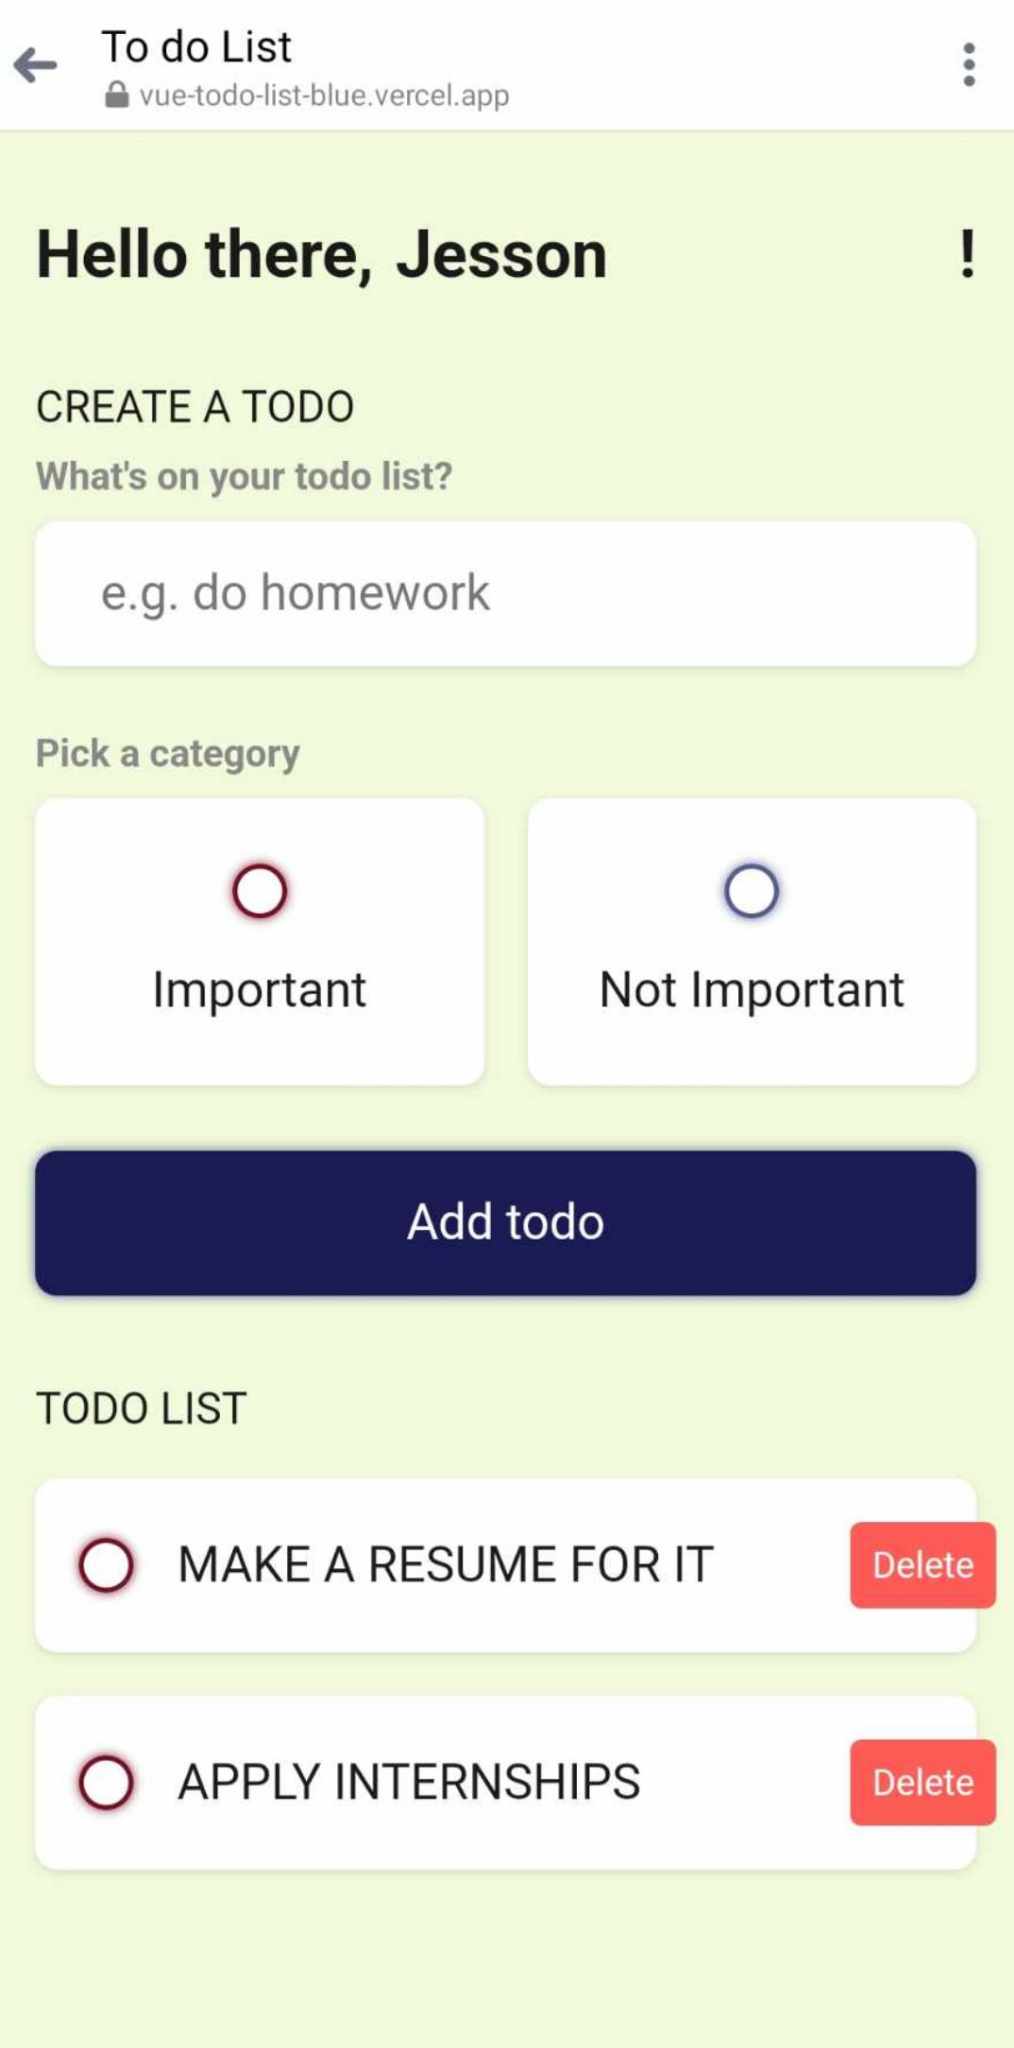 To do List
vue-todo-list-blue.vercel.app
Hello there, Jesson !
CREATE A TODO
What's on your todo list?
e.g. do homework
Pick a category
Important
Not Important
Add todo
TODO LIST
MAKE A RESUME FOR IT Delete
APPLY INTERNSHIPS Delete